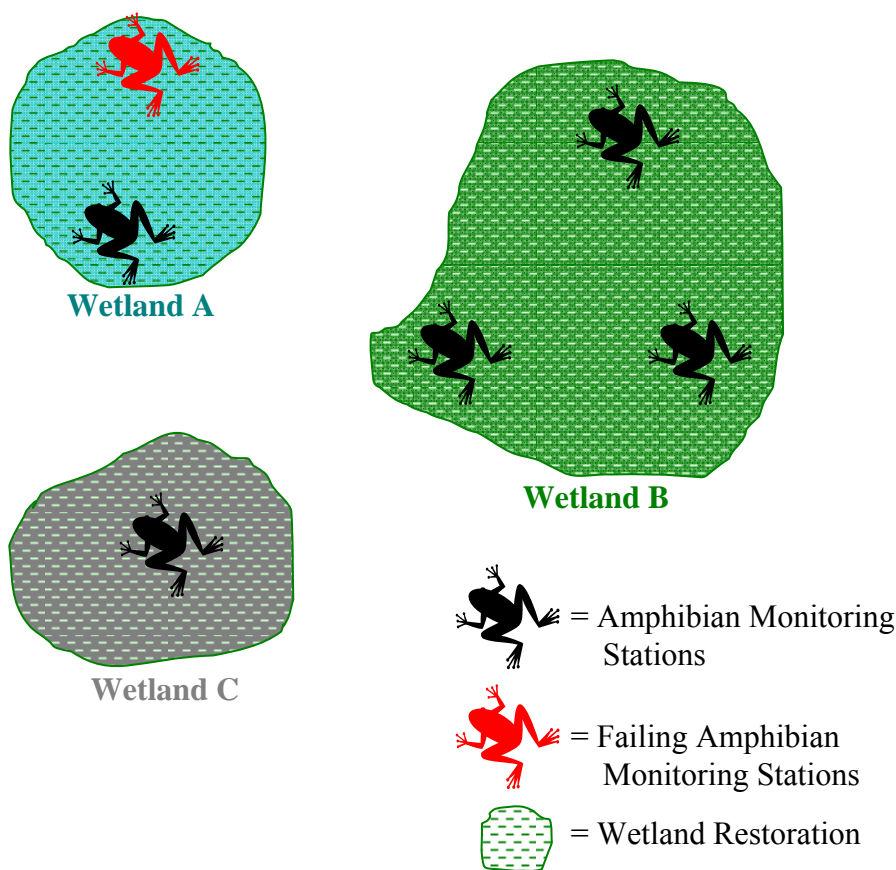 Wetland A
Wetland B
Wetland C
= Amphibian Monitoring
Stations
= Failing Amphibian
Monitoring Stations
= Wetland Restoration